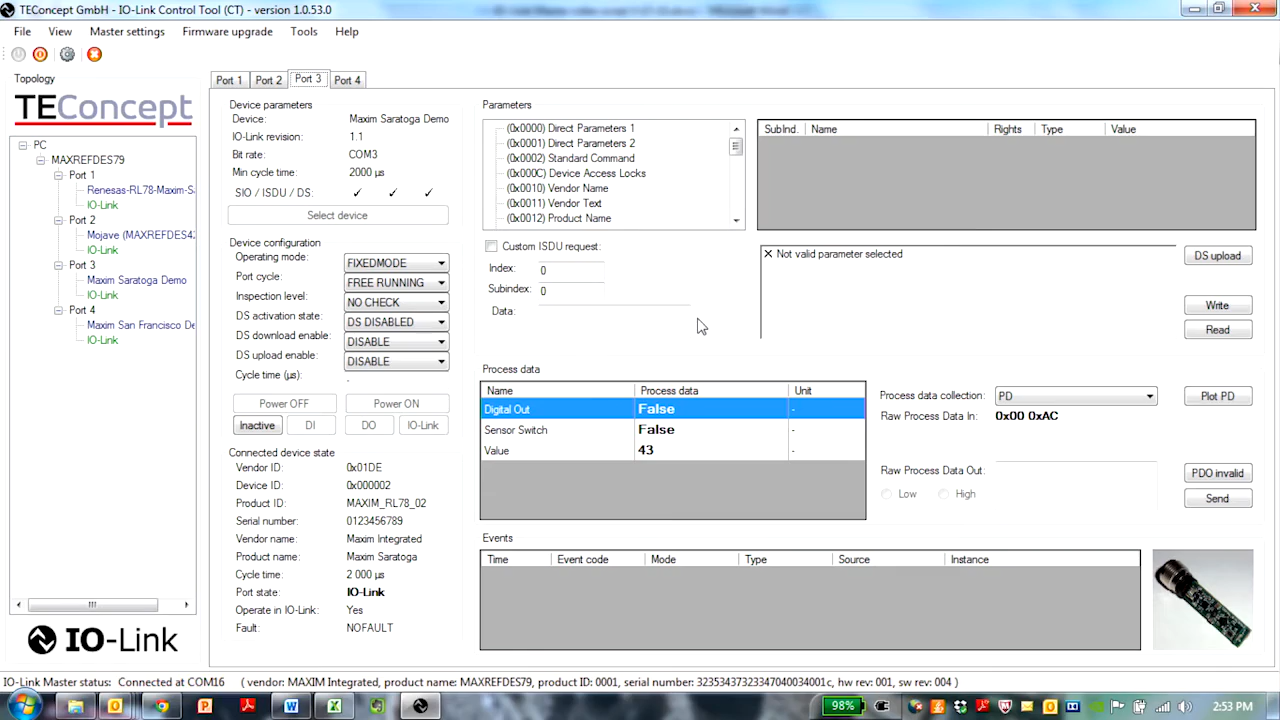 TEConcept GmbH - IO-Link Control Tool (CT) - version 1.0.53.0
File View Master settings Firmware upgrade Tools Help
Topology
TEConcept
PC
MAXREFDES79
Port 1
Renesas-RL78-Maxim-S
IO-Link
Port 2
Mojave (MAXREFDES4
IO-Link
Port 3
Maxim Saratoga Demo
IO-Link
Port 4
Maxim San Francisco De
IO-Link
IO-Link
Port 1 Port 2 Port 3 Port 4
Device parameters
Device: Maxim Saratoga Demo
IO-Link revision: 1.1
Bit rate: COM3
Min cycle time: 2000 µs
SIO / ISDU / DS: ✓ ✓ ✓
Select device
Device configuration
Operating mode: FIXEDMODE
Port cycle: FREE RUNNING
Inspection level: NO CHECK
DS activation state: DS DISABLED
DS download enable: DISABLE
DS upload enable: DISABLE
Cycle time (µs): -
Power OFF Power ON
Inactive DI DO IO-Link
Connected device state
Vendor ID: 0x01DE
Device ID: 0x000002
Product ID: MAXIM_RL78_02
Serial number: 0123456789
Vendor name: Maxim Integrated
Product name: Maxim Saratoga
Cycle time: 2 000 µs
Port state: IO-Link
Operate in IO-Link: Yes
Fault: NOFAULT
Parameters
(0x0000) Direct Parameters 1
(0x0001) Direct Parameters 2
(0x0002) Standard Command
(0x000C) Device Access Locks
(0x0010) Vendor Name
(0x0011) Vendor Text
(0x0012) Product Name
SubInd. Name Rights Type Value
Custom ISDU request:
Index: 0
Subindex: 0
Data:
X Not valid parameter selected
DS upload
Write
Read
Process data
Name Process data Unit
Digital Out False -
Sensor Switch False -
Value 43 -
Process data collection: PD
Plot PD
Raw Process Data In: 0x00 0xAC
Raw Process Data Out:
PDO invalid
Low High
Send
Events
Time Event code Mode Type Source Instance
IO-Link Master status: Connected at COM16 ( vendor: MAXIM Integrated, product name: MAXREFDES79, product ID: 0001, serial number: 3235343732334704003​4001c, hw rev: 001, sw rev: 004 )
98%
2:53 PM